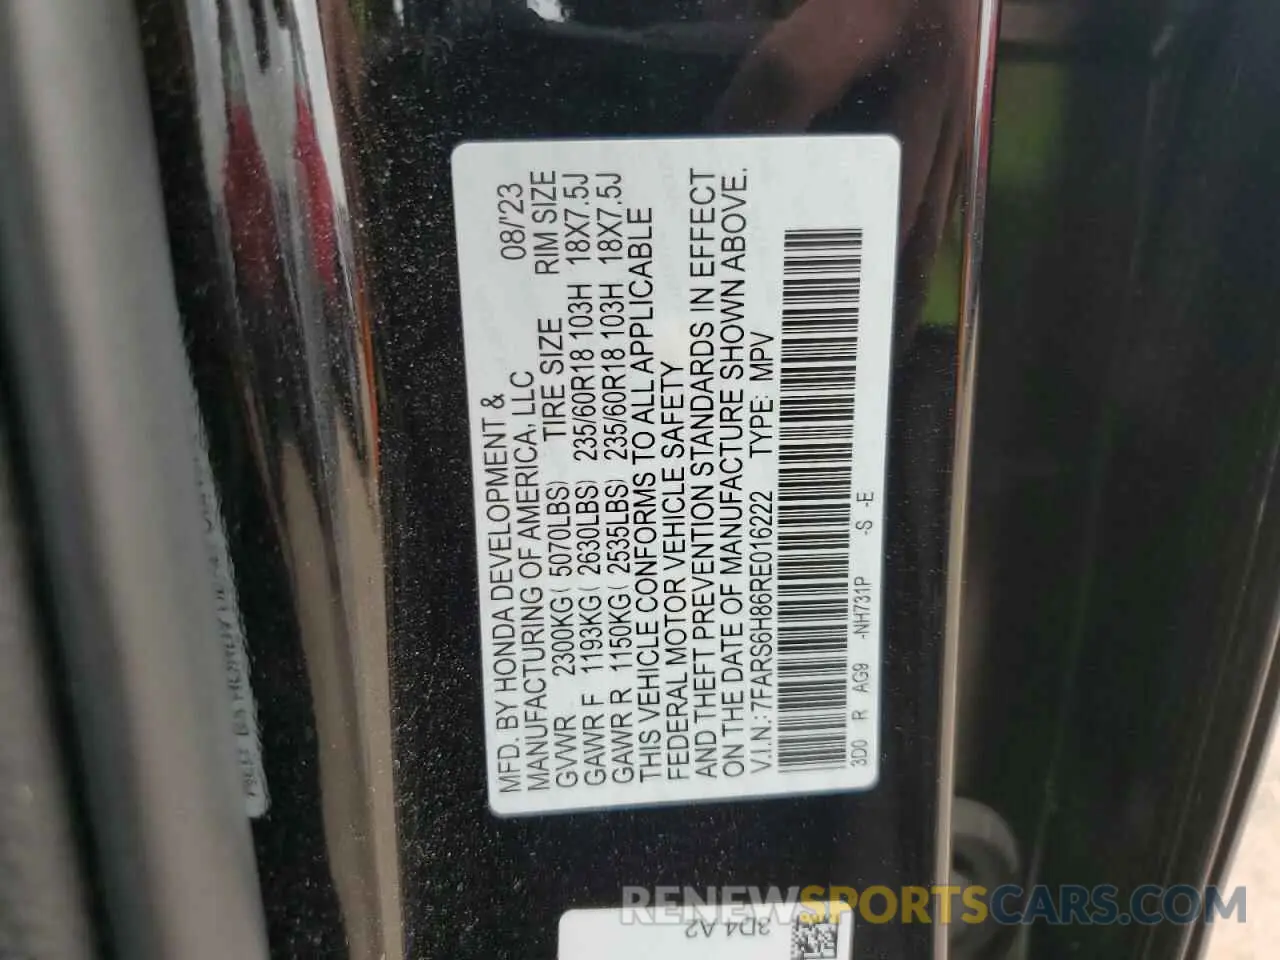 MFD. BY HONDA DEVELOPMENT &
MANUFACTURING OF AMERICA, LLC 08/'23
GVWR 2300KG( 5070LBS) TIRE SIZE RIM SIZE
GAWR F 1193KG( 2630LBS) 235/60R18 103H 18X7.5J
GAWR R 1150KG( 2535LBS) 235/60R18 103H 18X7.5J
THIS VEHICLE CONFORMS TO ALL APPLICABLE
FEDERAL MOTOR VEHICLE SAFETY
AND THEFT PREVENTION STANDARDS IN EFFECT
ON THE DATE OF MANUFACTURE SHOWN ABOVE.
V.I.N.: 7FARS6H86RE016222 TYPE: MPV
3D0 R AG9 -NH731P -S -E
3D4 A2
RENEWSPORTSCARS.COM